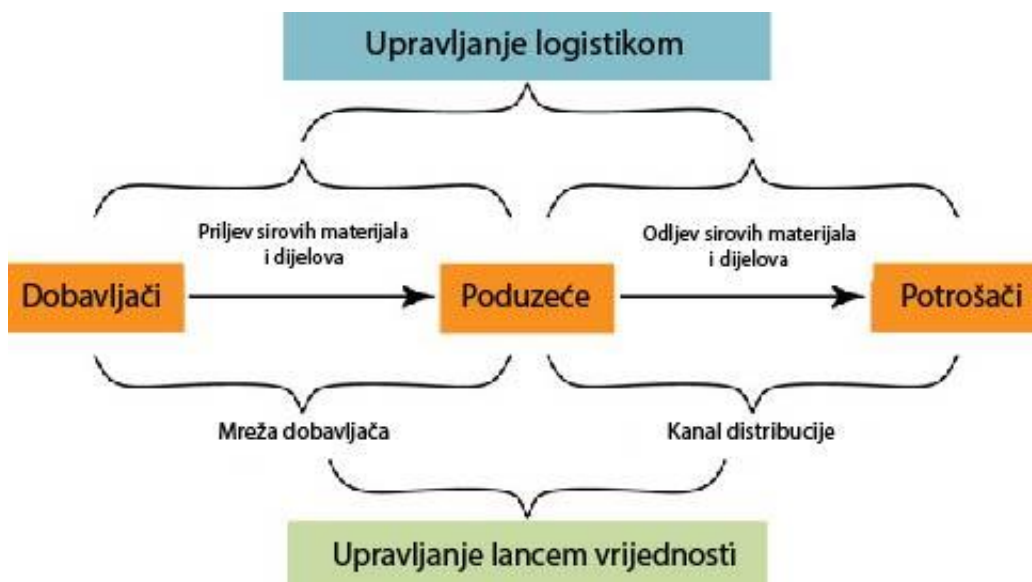 Upravljanje logistikom
Priljev sirovih materijala
i dijelova
Odljev sirovih materijala
i dijelova
Dobavljači
Poduzeće
Potrošači
Mreža dobavljača
Kanal distribucije
Upravljanje lancem vrijednosti